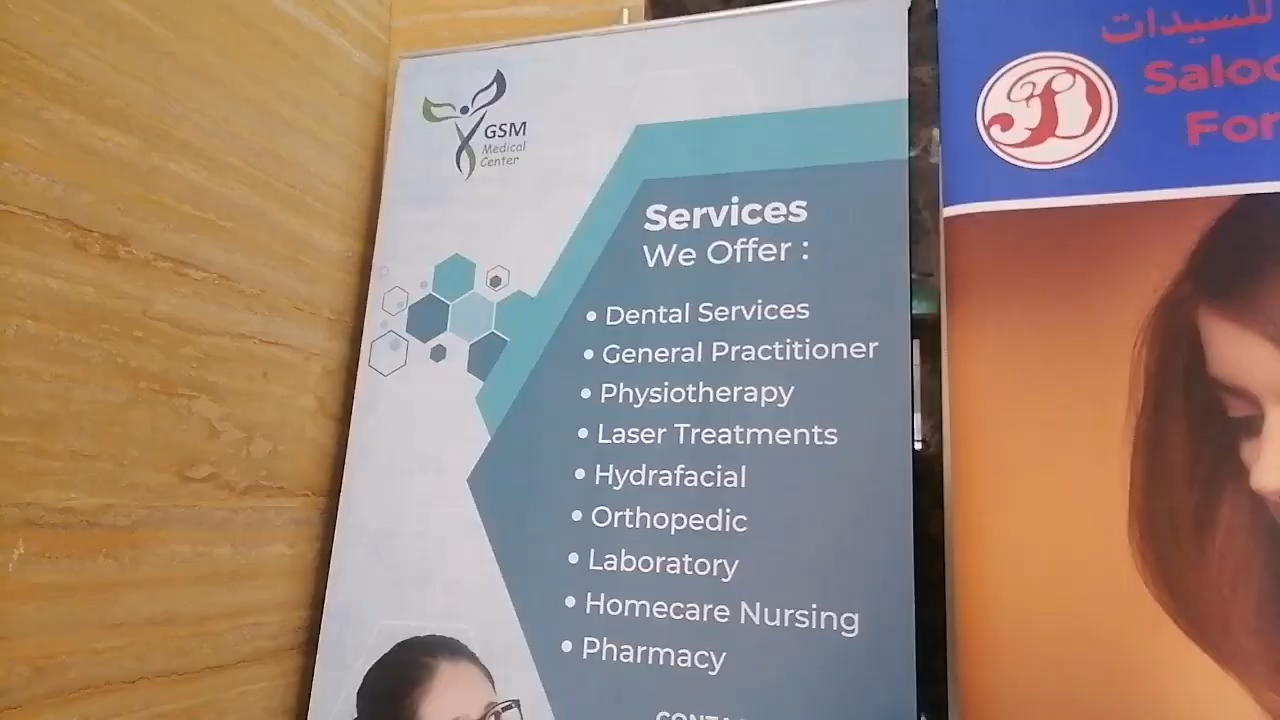 GSM
Medical
Center
Services
We Offer :
• Dental Services
• General Practitioner
• Physiotherapy
• Laser Treatments
• Hydrafacial
• Orthopedic
• Laboratory
• Homecare Nursing
• Pharmacy
للسيدات
For